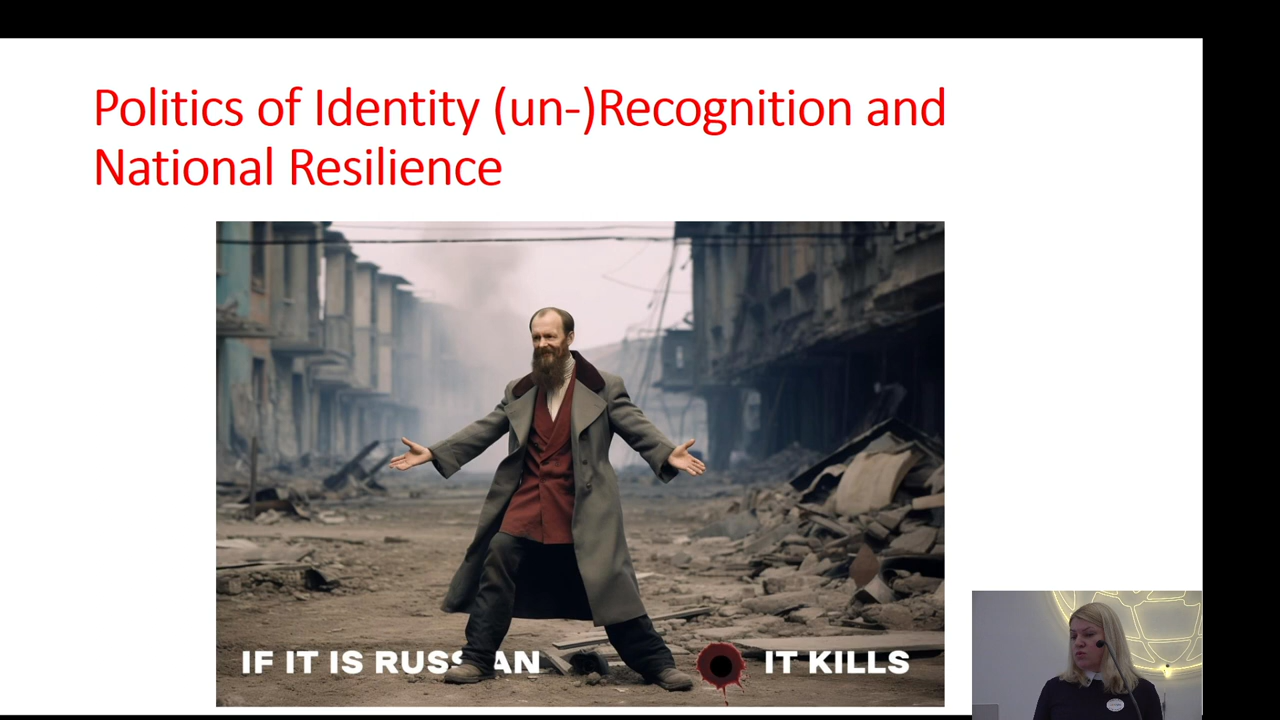 Politics of Identity (un-)Recognition and
National Resilience
IF IT IS RUSSIAN IT KILLS